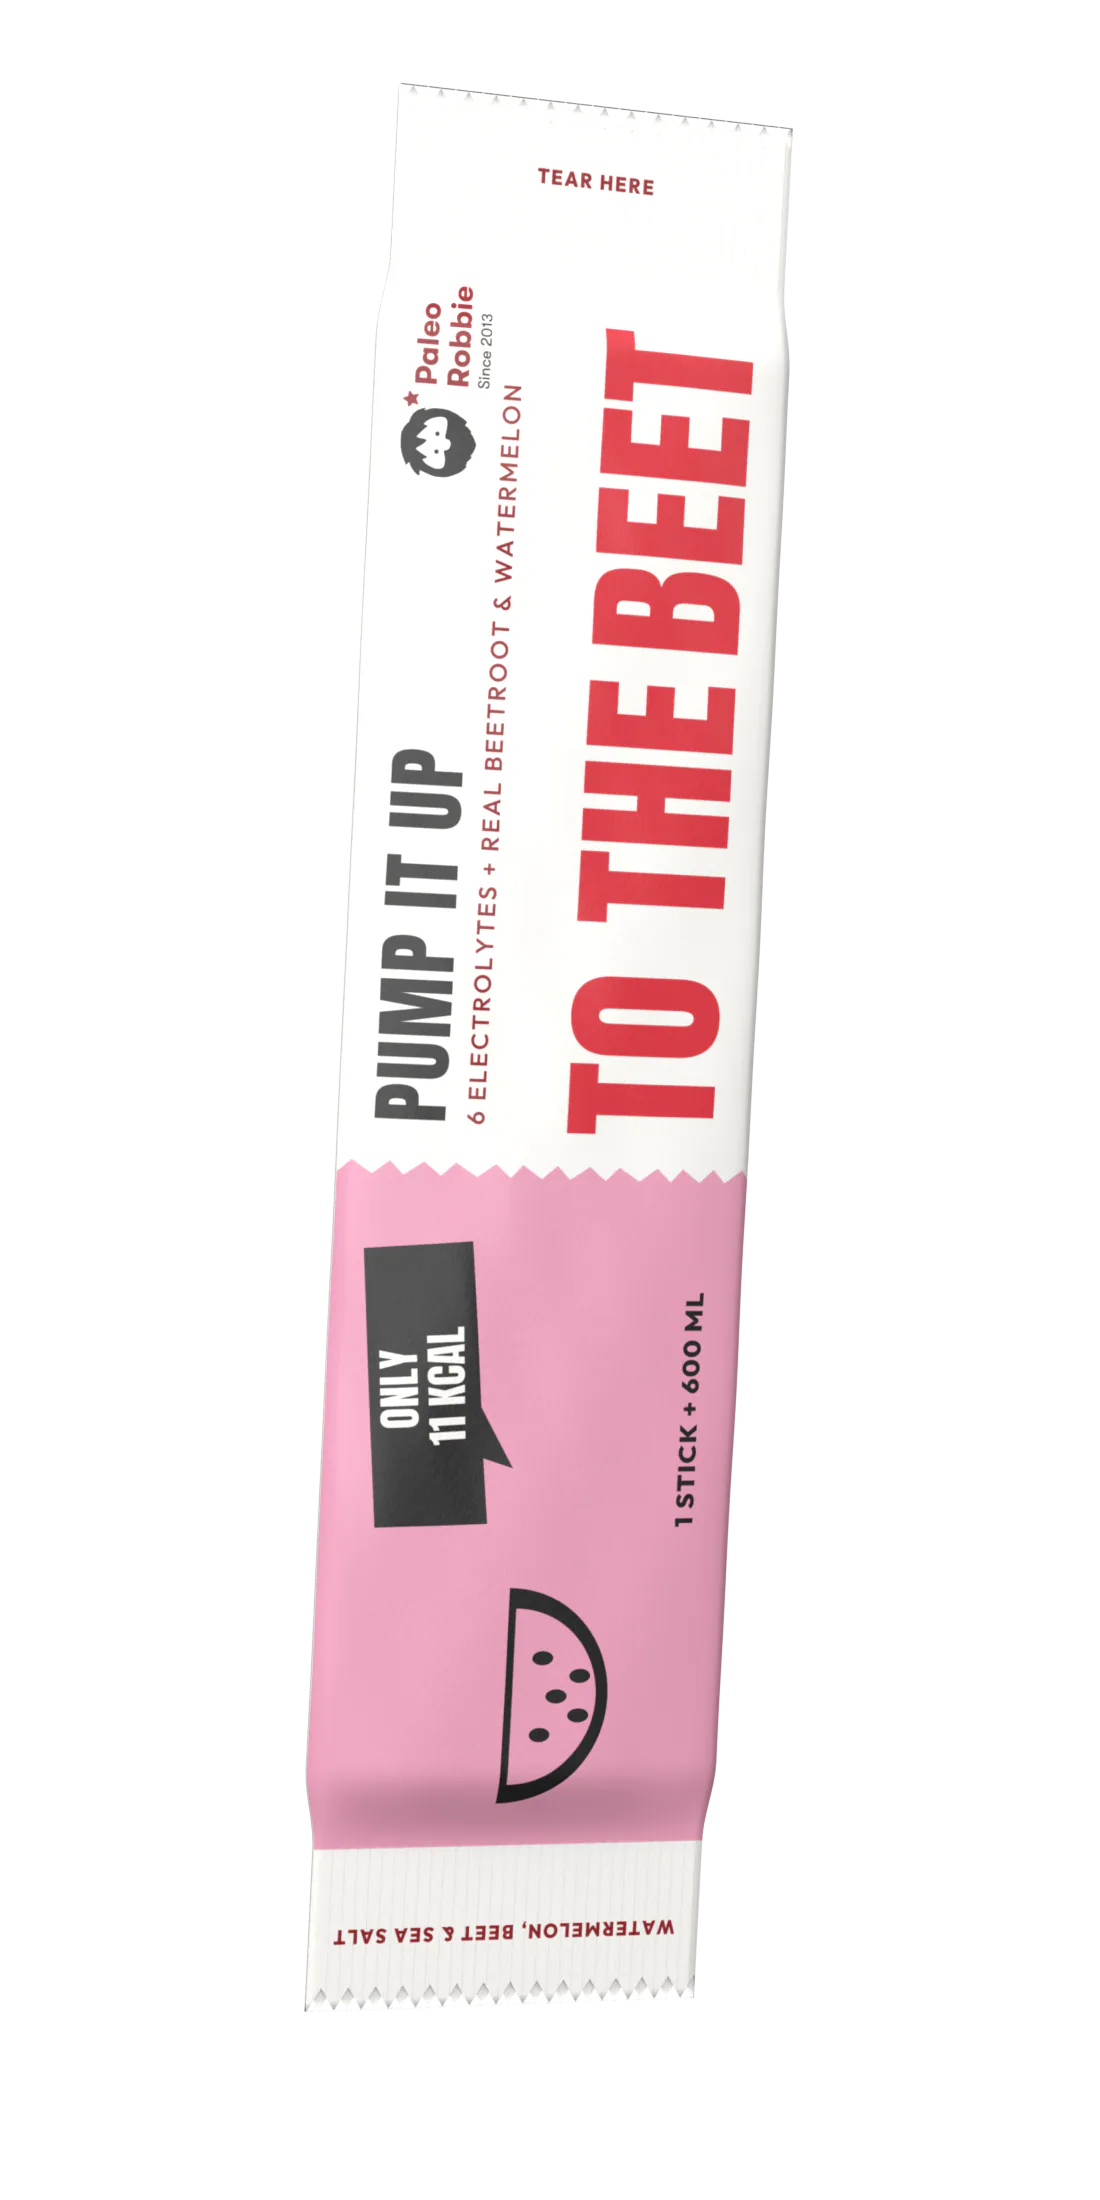 TEAR HERE
Paleo
Robbie
Since 2013
PUMP IT UP
6 ELECTROLYTES + REAL BEETROOT & WATERMELON
TO THE BEET
ONLY
11 KCAL
1 STICK + 600 ML
WATERMELON, BEET & SEA SALT